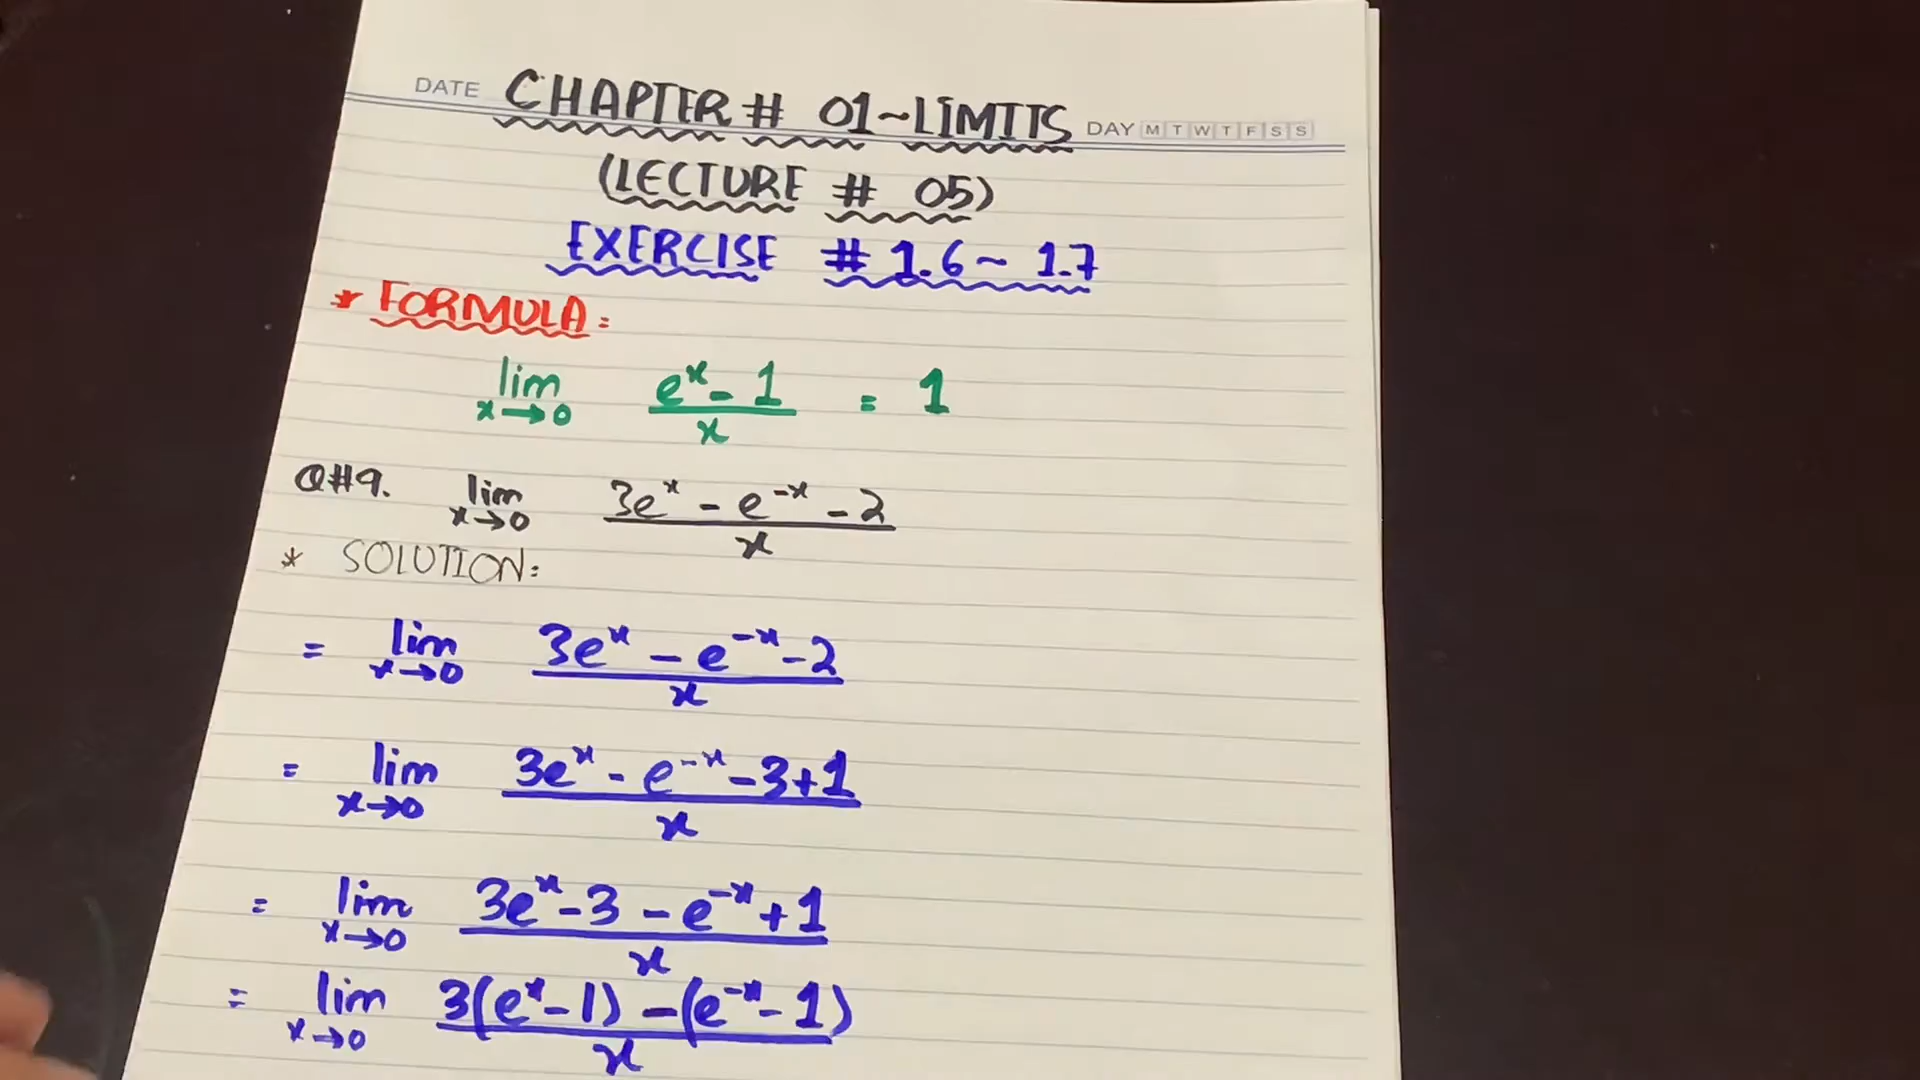 DATE CHAPTER # 01~LIMITS DAY M T W T F S S
(LECTURE # 05)
EXERCISE # 1.6~ 1.7
* FORMULA:
lim x→0 (e^x - 1)/x = 1
Q#9. lim x→0 (3e^x - e^-x - 2)/x
* SOLUTION:
= lim x→0 (3e^x - e^-x - 2)/x
= lim x→0 (3e^x - e^-x - 3+1)/x
= lim x→0 (3e^x - 3 - e^-x + 1)/x
= lim x→0 (3(e^x - 1) - (e^-x - 1))/x